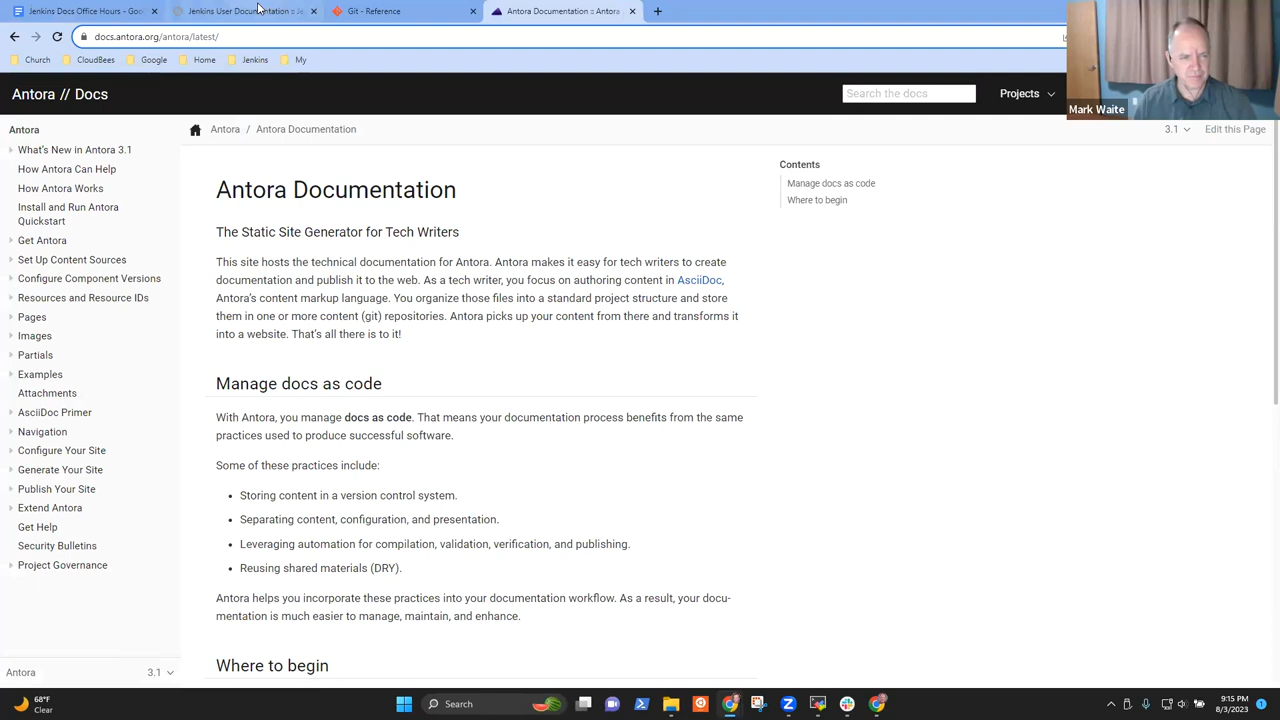 Jenkins Docs Office Hours - Goo
Jenkins User Documentation :: Je
Git - Reference
Antora Documentation :: Antora
docs.antora.org/antora/latest/
Church
CloudBees
Google
Home
Jenkins
My
Mark Waite
Antora // Docs
Search the docs
Projects
Antora
Antora / Antora Documentation
3.1
Edit this Page
What's New in Antora 3.1
How Antora Can Help
How Antora Works
Install and Run Antora
Quickstart
Get Antora
Set Up Content Sources
Configure Component Versions
Resources and Resource IDs
Pages
Images
Partials
Examples
Attachments
AsciiDoc Primer
Navigation
Configure Your Site
Generate Your Site
Publish Your Site
Extend Antora
Get Help
Security Bulletins
Project Governance
Antora
3.1
Antora Documentation
The Static Site Generator for Tech Writers
This site hosts the technical documentation for Antora. Antora makes it easy for tech writers to create
documentation and publish it to the web. As a tech writer, you focus on authoring content in AsciiDoc,
Antora's content markup language. You organize those files into a standard project structure and store
them in one or more content (git) repositories. Antora picks up your content from there and transforms it
into a website. That's all there is to it!
Manage docs as code
With Antora, you manage docs as code. That means your documentation process benefits from the same
practices used to produce successful software.
Some of these practices include:
• Storing content in a version control system.
• Separating content, configuration, and presentation.
• Leveraging automation for compilation, validation, verification, and publishing.
• Reusing shared materials (DRY).
Antora helps you incorporate these practices into your documentation workflow. As a result, your docu-
mentation is much easier to manage, maintain, and enhance.
Where to begin
Contents
Manage docs as code
Where to begin
68°F
Clear
Search
9:15 PM
8/3/2023